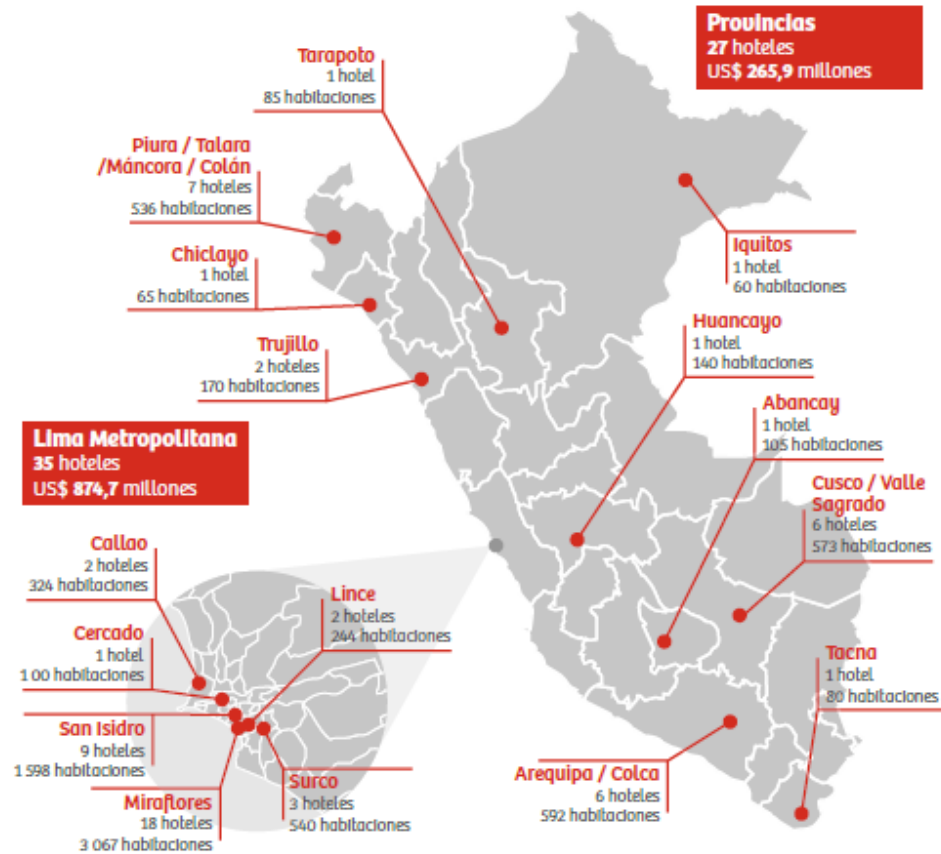 Provincias
27 hoteles
US$ 265,9 millones
Tarapoto
1 hotel
85 habitaciones
Piura / Talara
/Máncora / Colán
7 hoteles
536 habitaciones
Chiclayo
1 hotel
65 habitaciones
Trujillo
2 hoteles
170 habitaciones
Iquitos
1 hotel
60 habitaciones
Huancayo
1 hotel
140 habitaciones
Abancay
1 hotel
105 habitaciones
Cusco / Valle
Sagrado
6 hoteles
573 habitaciones
Tacna
1 hotel
80 habitaciones
Arequipa / Colca
6 hoteles
592 habitaciones
Lima Metropolitana
35 hoteles
US$ 874,7 millones
Callao
2 hoteles
324 habitaciones
Cercado
1 hotel
1 00 habitaciones
San Isidro
9 hoteles
1 598 habitaciones
Miraflores
18 hoteles
3 067 habitaciones
Lince
2 hoteles
244 habitaciones
Surco
3 hoteles
540 habitaciones